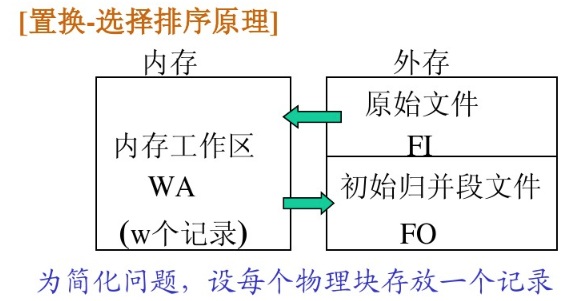 [置换-选择排序原理]
内存
外存
原始文件
FI
内存工作区
WA
(w个记录)
初始归并段文件
FO
为简化问题，设每个物理块存放一个记录